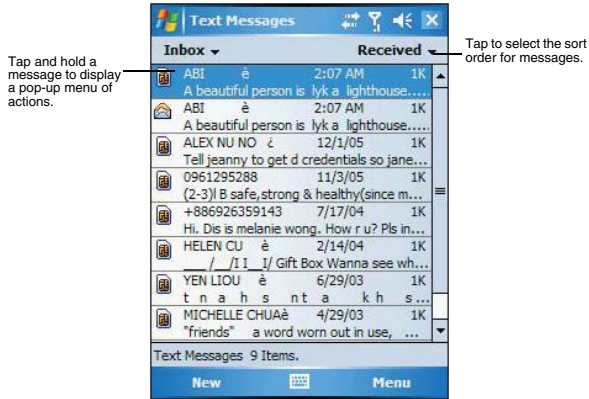 Text Messages
Inbox
Received
Tap and hold a
message to display
a pop-up menu of
actions.
Tap to select the sort
order for messages.
ABI è 2:07 AM 1K
A beautiful person is lyk a lighthouse.....
ABI è 2:07 AM 1K
A beautiful person is lyk a lighthouse.....
ALEX NU NO ¿ 12/1/05 1K
Tell jeanny to get d credentials so jane...
0961295288 11/3/05 1K
(2-3)l B safe,strong & healthy(since m...
+886926359143 7/17/04 1K
Hi. Dis is melanie wong. How r u? Pls in...
HELEN CU è 2/14/04 1K
___/__/I I__I/ Gift Box Wanna see wh...
YEN LIOU è 6/29/03 1K
t n a h s n t a k h s...
MICHELLE CHUAè 4/29/03 1K
"friends" a word worn out in use, ...
Text Messages 9 Items.
New
Menu